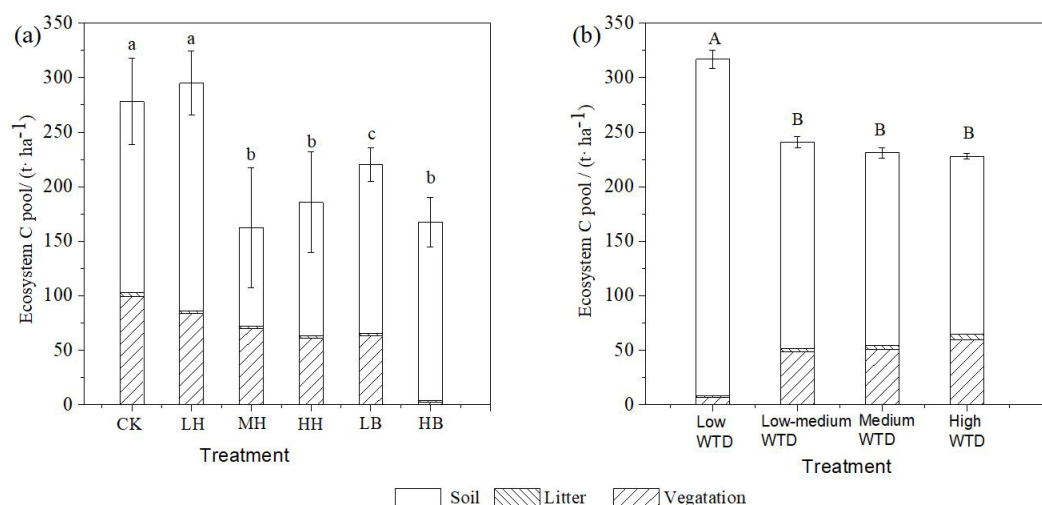 (a)
Ecosystem C pool/ (t· ha⁻¹)
350
300
250
200
150
100
50
0
a
a
b
b
c
b
CK LH MH HH LB HB
Treatment
(b)
Ecosystem C pool / (t· ha⁻¹)
350
300
250
200
150
100
50
0
A
B
B
B
Low Low-medium Medium High
WTD WTD WTD WTD
Treatment
Soil Litter Vegatation